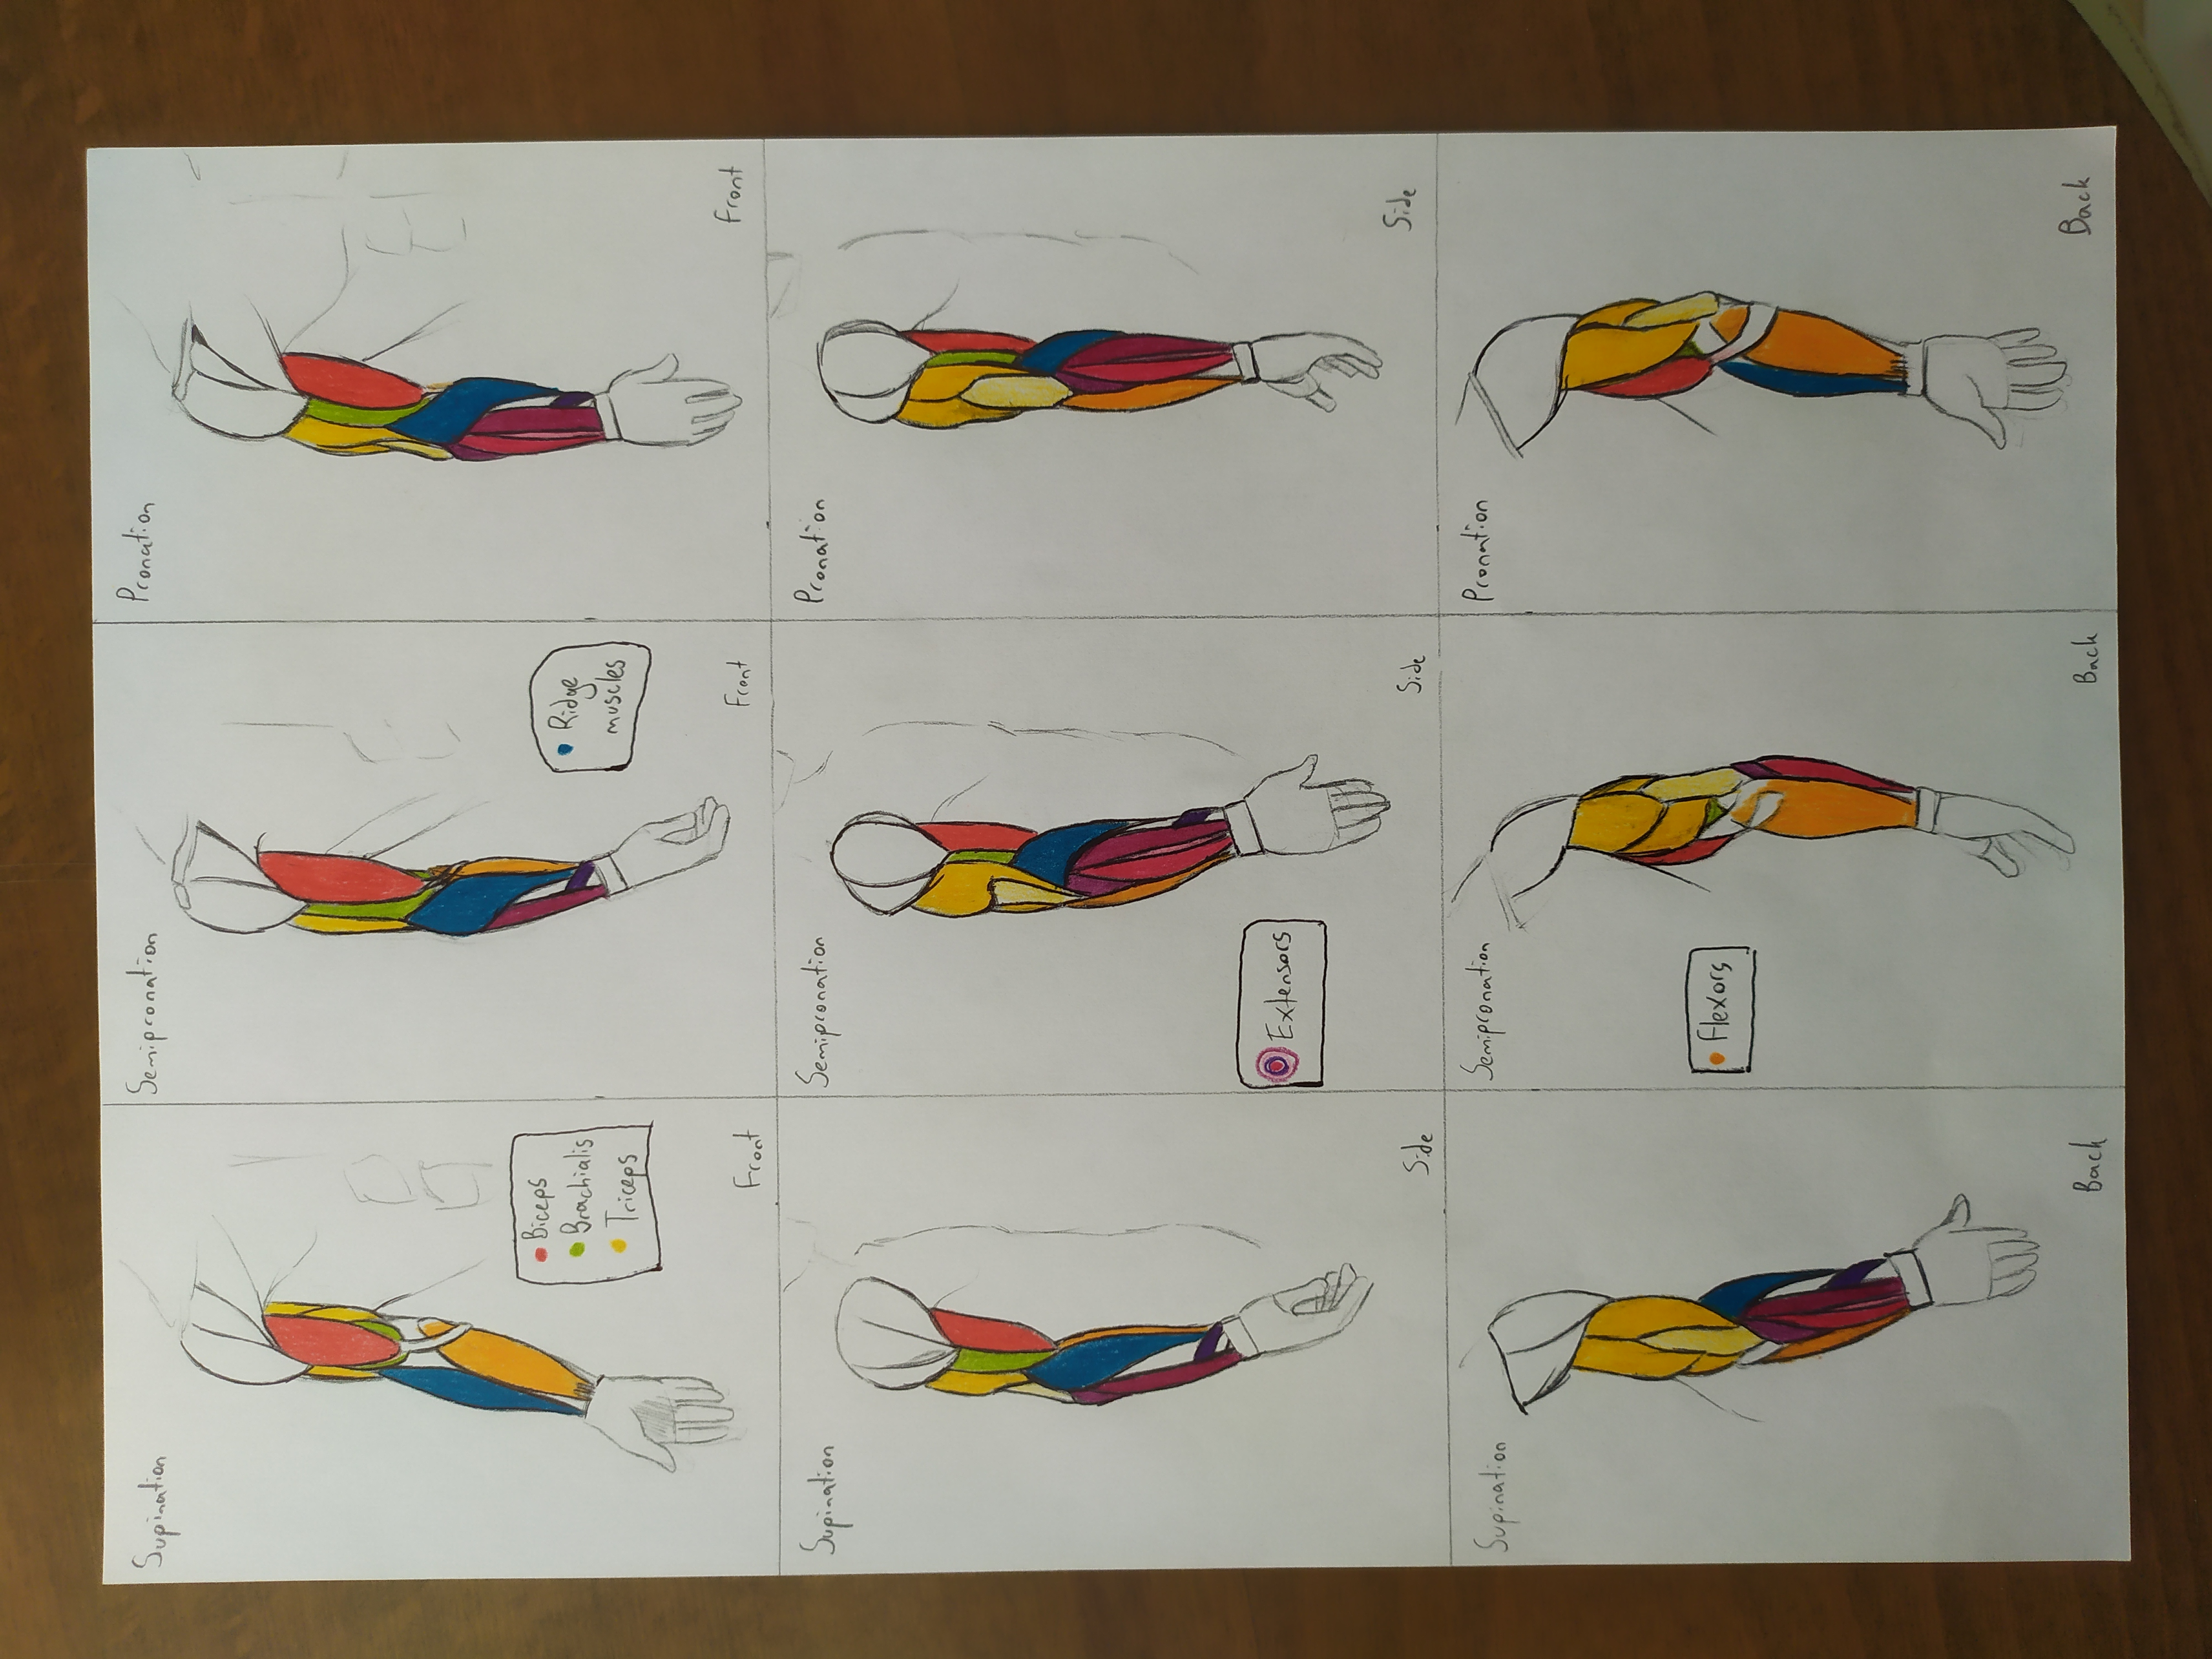 Supination
Semipronation
Pronation
Biceps
Brachialis
Triceps
Ridge
muscles
Front
Front
Front
Supination
Semipronation
Pronation
Extensors
Side
Side
Side
Supination
Semipronation
Pronation
Flexors
Back
Back
Back